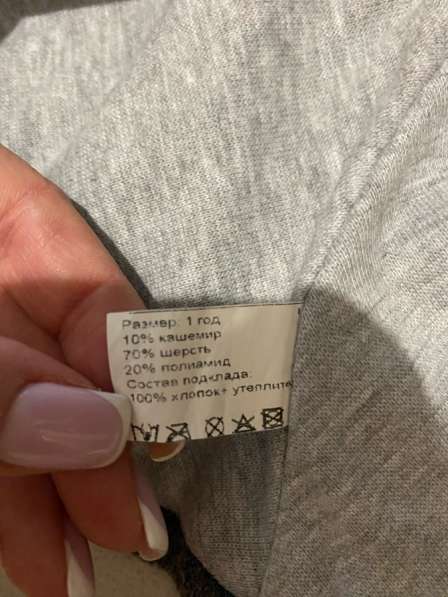 Размер: 1 год
10% кашемир
70% шерсть
20% полиамид
Состав подклада:
100% хлопок+ утеплите